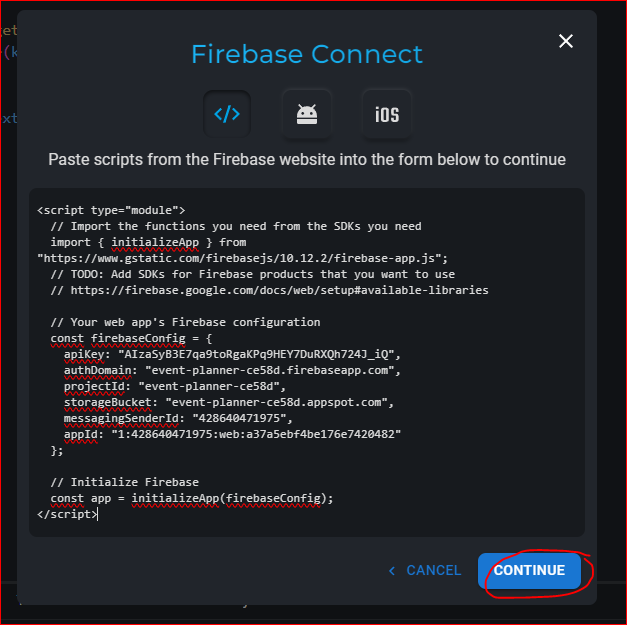 et
(k
xt
Firebase Connect
</>
iOS
Paste scripts from the Firebase website into the form below to continue
<script type="module">
// Import the functions you need from the SDKs you need
import { initializeApp } from
"https://www.gstatic.com/firebasejs/10.12.2/firebase-app.js";
// TODO: Add SDKs for Firebase products that you want to use
// https://firebase.google.com/docs/web/setup#available-libraries
// Your web app's Firebase configuration
const firebaseConfig = {
apiKey: "AIzaSyB3E7qa9toRgaKPq9HEY7DuRXQh724J_iQ",
authDomain: "event-planner-ce58d.firebaseapp.com",
projectId: "event-planner-ce58d",
storageBucket: "event-planner-ce58d.appspot.com",
messagingSenderId: "428640471975",
appId: "1:428640471975:web:a37a5ebf4be176e7420482"
};
// Initialize Firebase
const app = initializeApp(firebaseConfig);
</script>
< CANCEL
CONTINUE